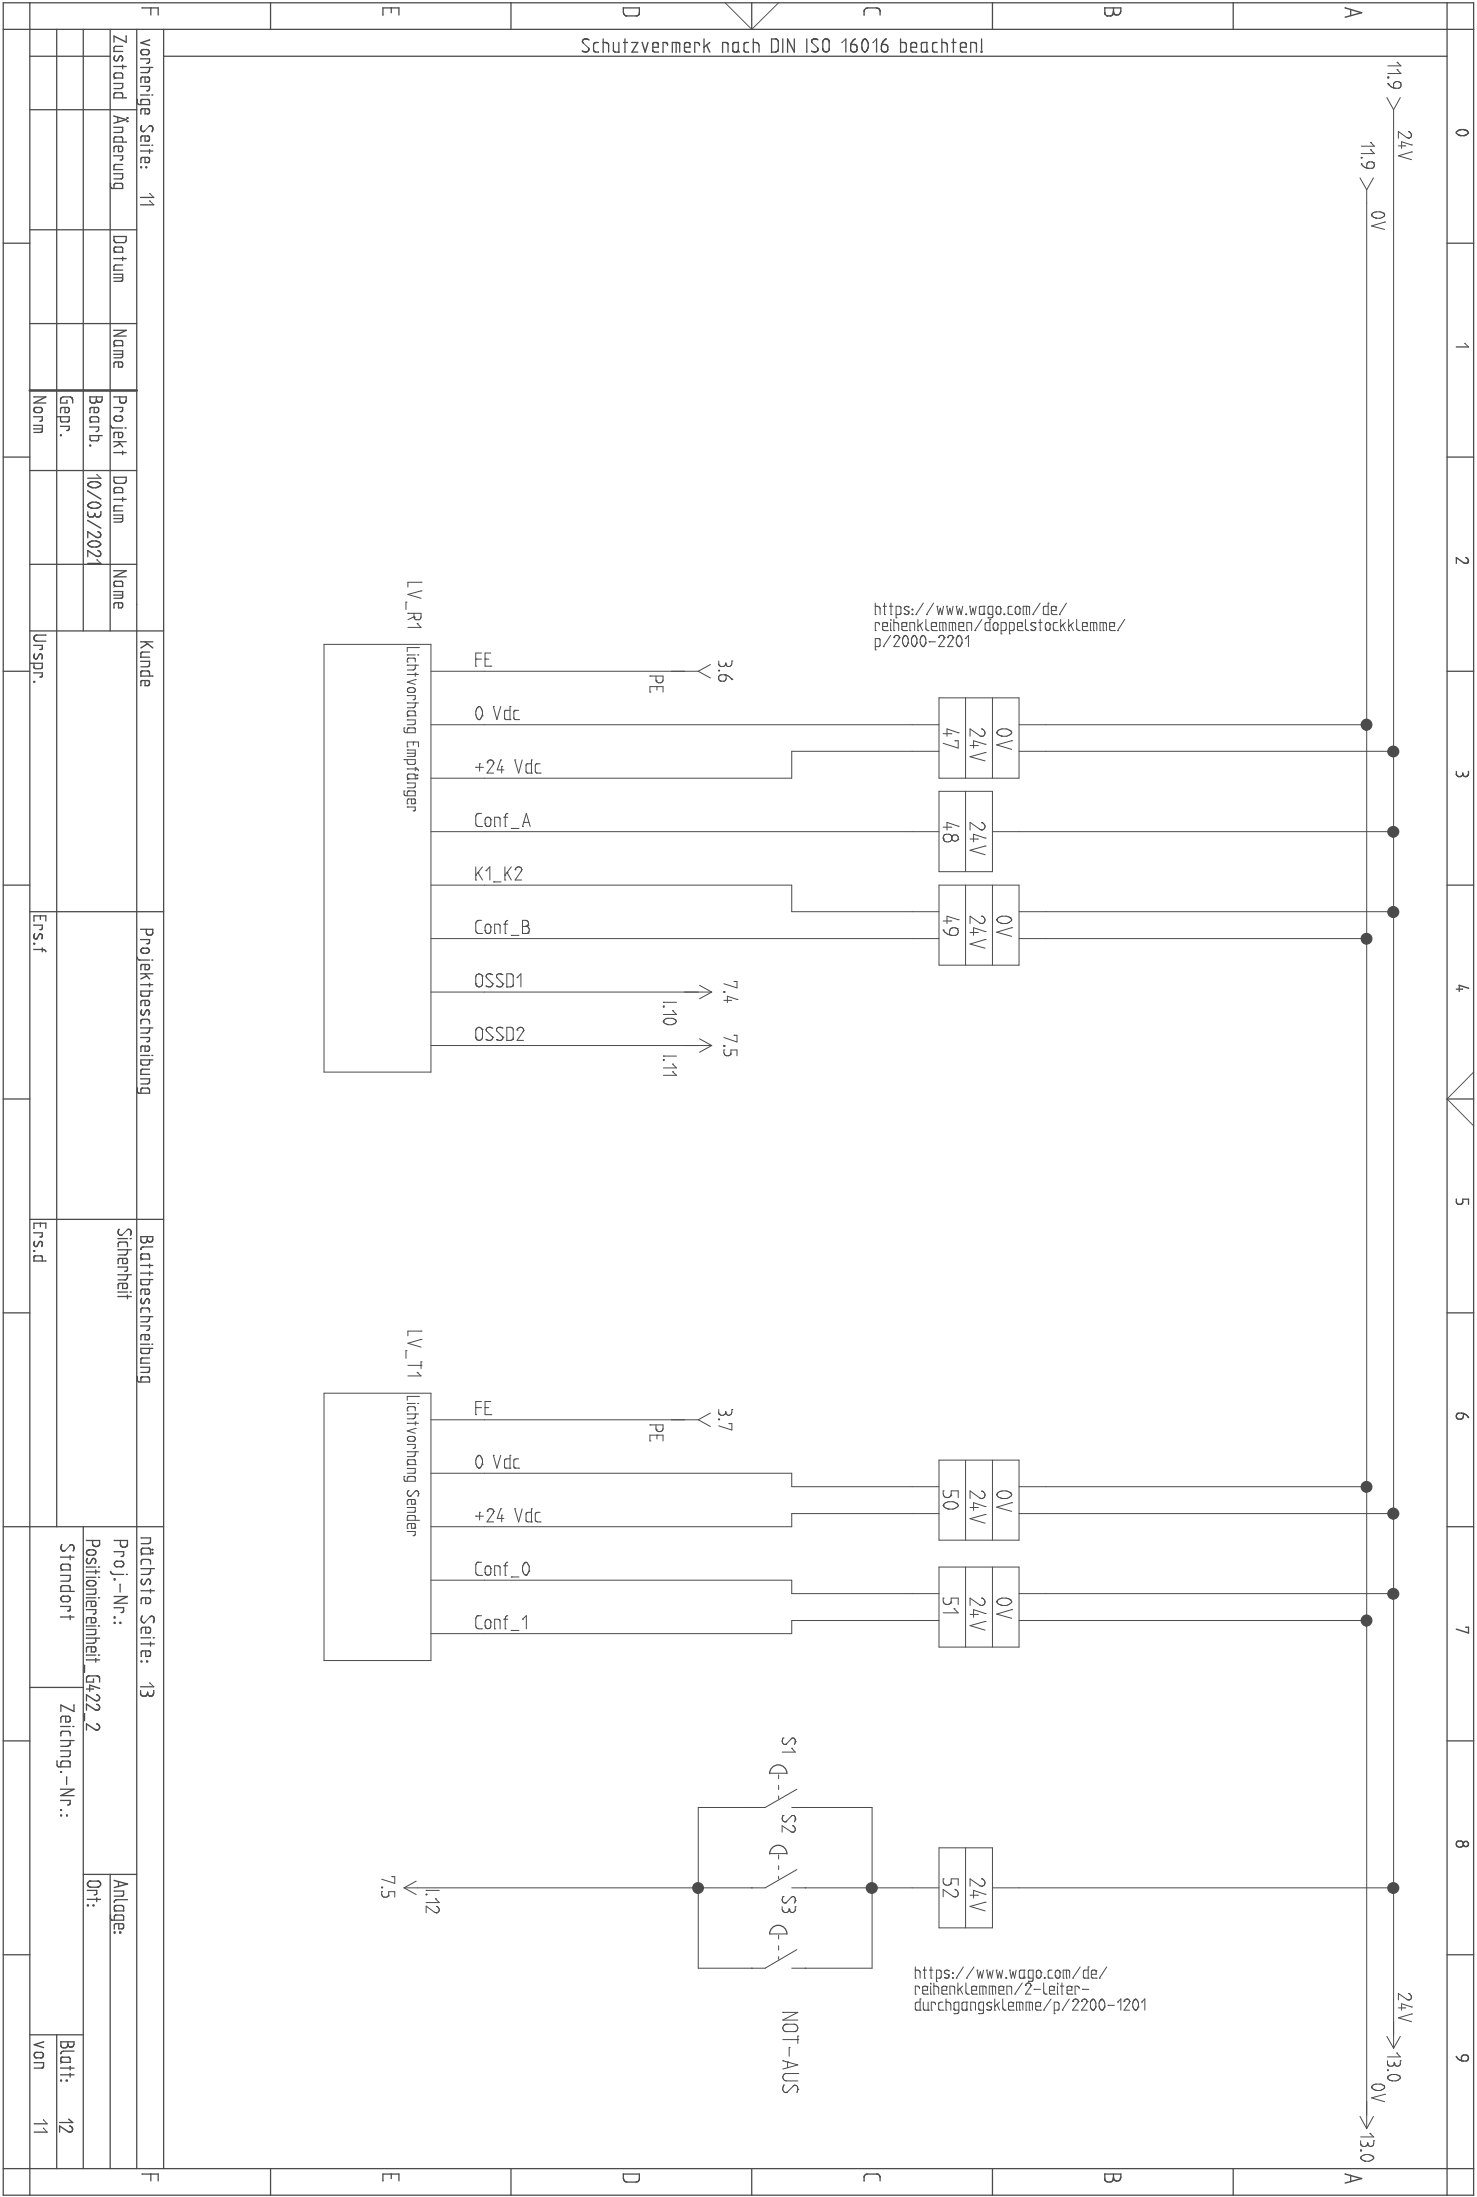 0 1 2 3 4 5 6 7 8 9
Schutzvermerk nach DIN ISO 16016 beachten!
A
B
C
D
E
F
A
B
C
D
E
F
11.9 24V
11.9 0V
24V 13.0
0V 13.0
https://www.wago.com/de/
reihenklemmen/doppelstockklemme/
p/2000-2201
0V
24V
47
24V
48
0V
24V
49
0V
24V
50
0V
24V
51
24V
52
https://www.wago.com/de/
reihenklemmen/2-leiter-
durchgangsklemme/p/2200-1201
3.6
PE
7.4
I.10
7.5
I.11
FE
0 Vdc
+24 Vdc
Conf_A
K1_K2
Conf_B
OSSD1
OSSD2
LV_R1
Lichtvorhang Empfänger
3.7
PE
FE
0 Vdc
+24 Vdc
Conf_0
Conf_1
LV_T1
Lichtvorhang Sender
S1
S2
S3
NOT-AUS
I.12
7.5
vorherige Seite: 11
Zustand Änderung Datum Name
Projekt Datum Name
Bearb. 10/03/2021
Gepr.
Norm
Kunde
Urspr.
Projektbeschreibung
Ers.f
Blattbeschreibung
Sicherheit
Ers.d
nächste Seite: 13
Proj.-Nr.:
Positioniereinheit_G422_2
Standort
Zeichng.-Nr.:
Anlage:
Ort:
Blatt: 12
von 11